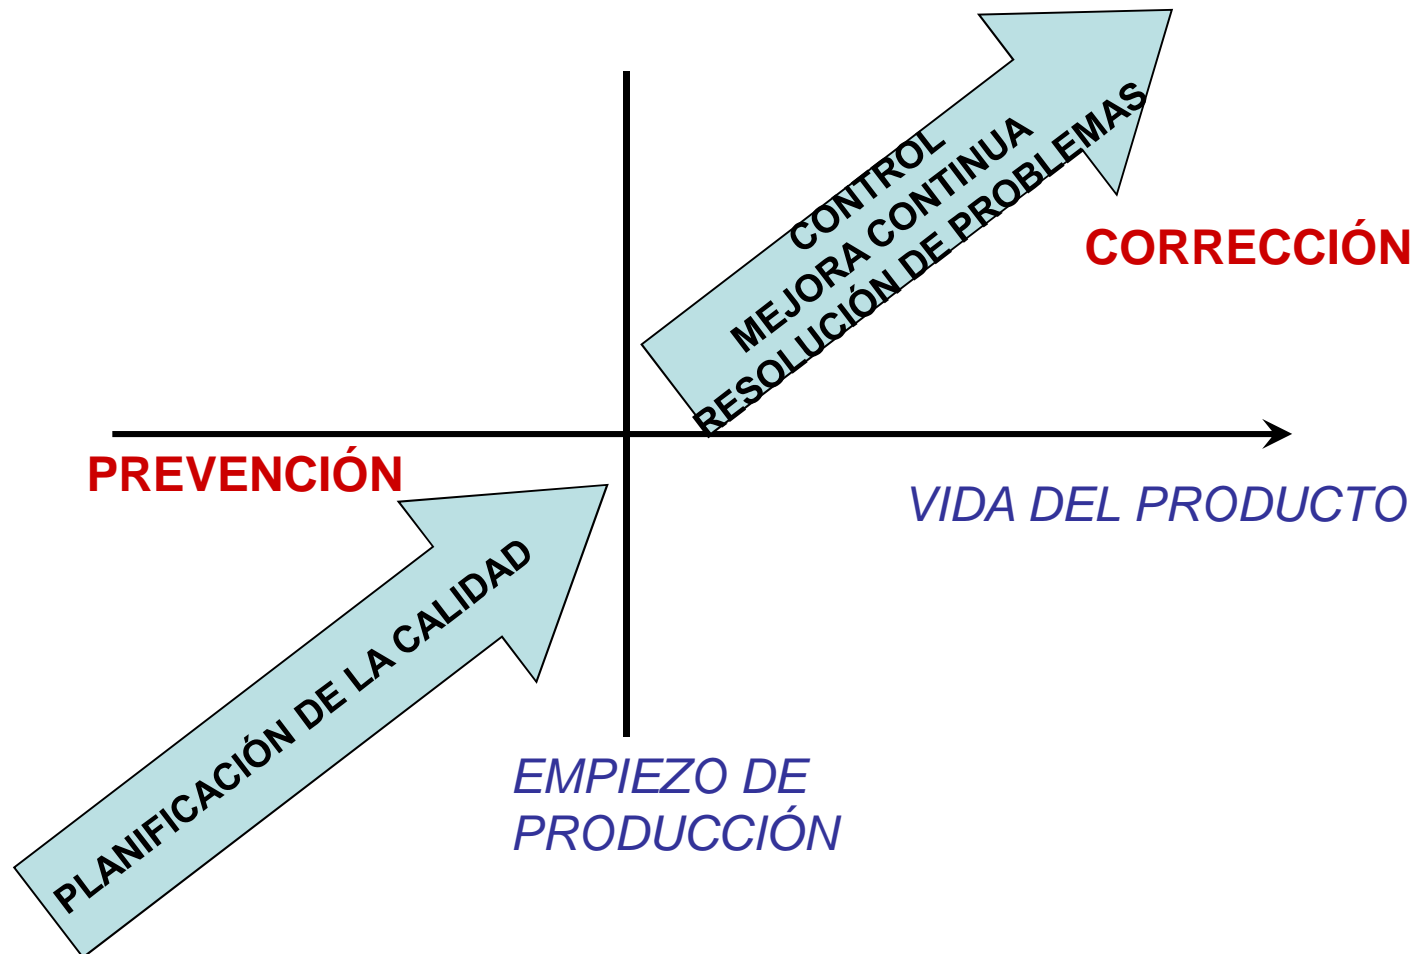 CONTROL
MEJORA CONTINUA
RESOLUCIÓN DE PROBLEMAS
CORRECCIÓN
PREVENCIÓN
VIDA DEL PRODUCTO
PLANIFICACIÓN DE LA CALIDAD
EMPIEZO DE
PRODUCCIÓN